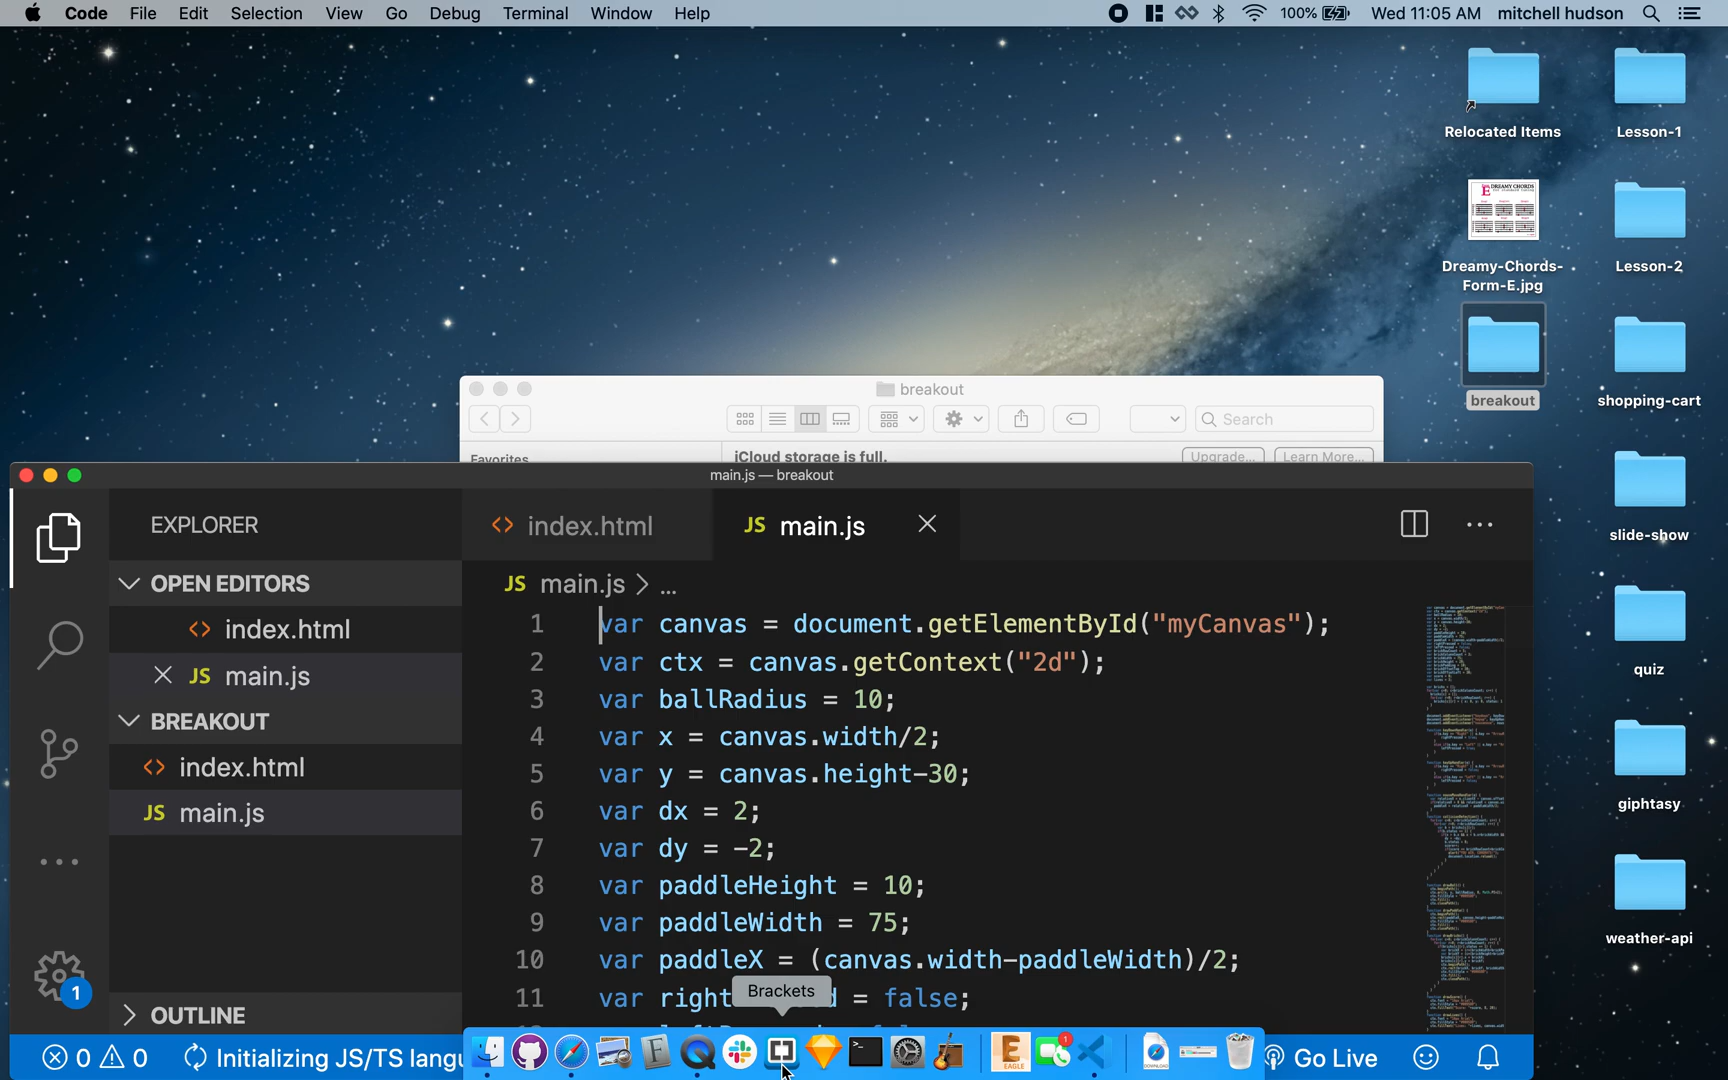 Code File Edit Selection View Go Debug Terminal Window Help 100% Wed 11:05 AM mitchell hudson
Relocated Items
Lesson-1
DREAMY CHORDS
Dreamy-Chords-
Form-E.jpg
Lesson-2
breakout
shopping-cart
slide-show
quiz
giphtasy
weather-api
breakout
Search
Favorites
iCloud storage is full.
Upgrade...
Learn More...
main.js — breakout
EXPLORER
<> index.html
JS main.js
OPEN EDITORS
JS main.js > ...
<> index.html
JS main.js
BREAKOUT
<> index.html
JS main.js
OUTLINE
1 var canvas = document.getElementById("myCanvas");
2 var ctx = canvas.getContext("2d");
3 var ballRadius = 10;
4 var x = canvas.width/2;
5 var y = canvas.height-30;
6 var dx = 2;
7 var dy = -2;
8 var paddleHeight = 10;
9 var paddleWidth = 75;
10 var paddleX = (canvas.width-paddleWidth)/2;
11 var right d = false;
Brackets
1
0 0 Initializing JS/TS langu
EAGLE
1
DOWNLOAD
Go Live